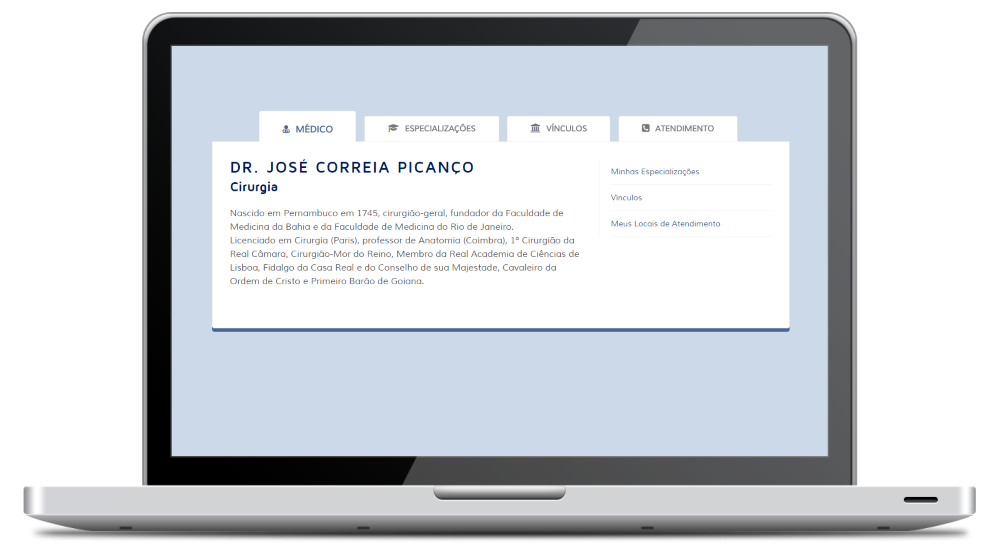 MÉDICO
ESPECIALIZAÇÕES
VÍNCULOS
ATENDIMENTO
DR. JOSÉ CORREIA PICANÇO
Cirurgia
Nascido em Pernambuco em 1745, cirurgião-geral, fundador da Faculdade de
Medicina da Bahia e da Faculdade de Medicina do Rio de Janeiro.
Licenciado em Cirurgia (Paris), professor de Anatomia (Coimbra), 1º Cirurgião da
Real Câmara, Cirurgião-Mor do Reino, Membro da Real Academia de Ciências de
Lisboa, Fidalgo da Casa Real e do Conselho de sua Majestade, Cavaleiro da
Ordem de Cristo e Primeiro Barão de Goiana.
Minhas Especializações
Vínculos
Meus Locais de Atendimento